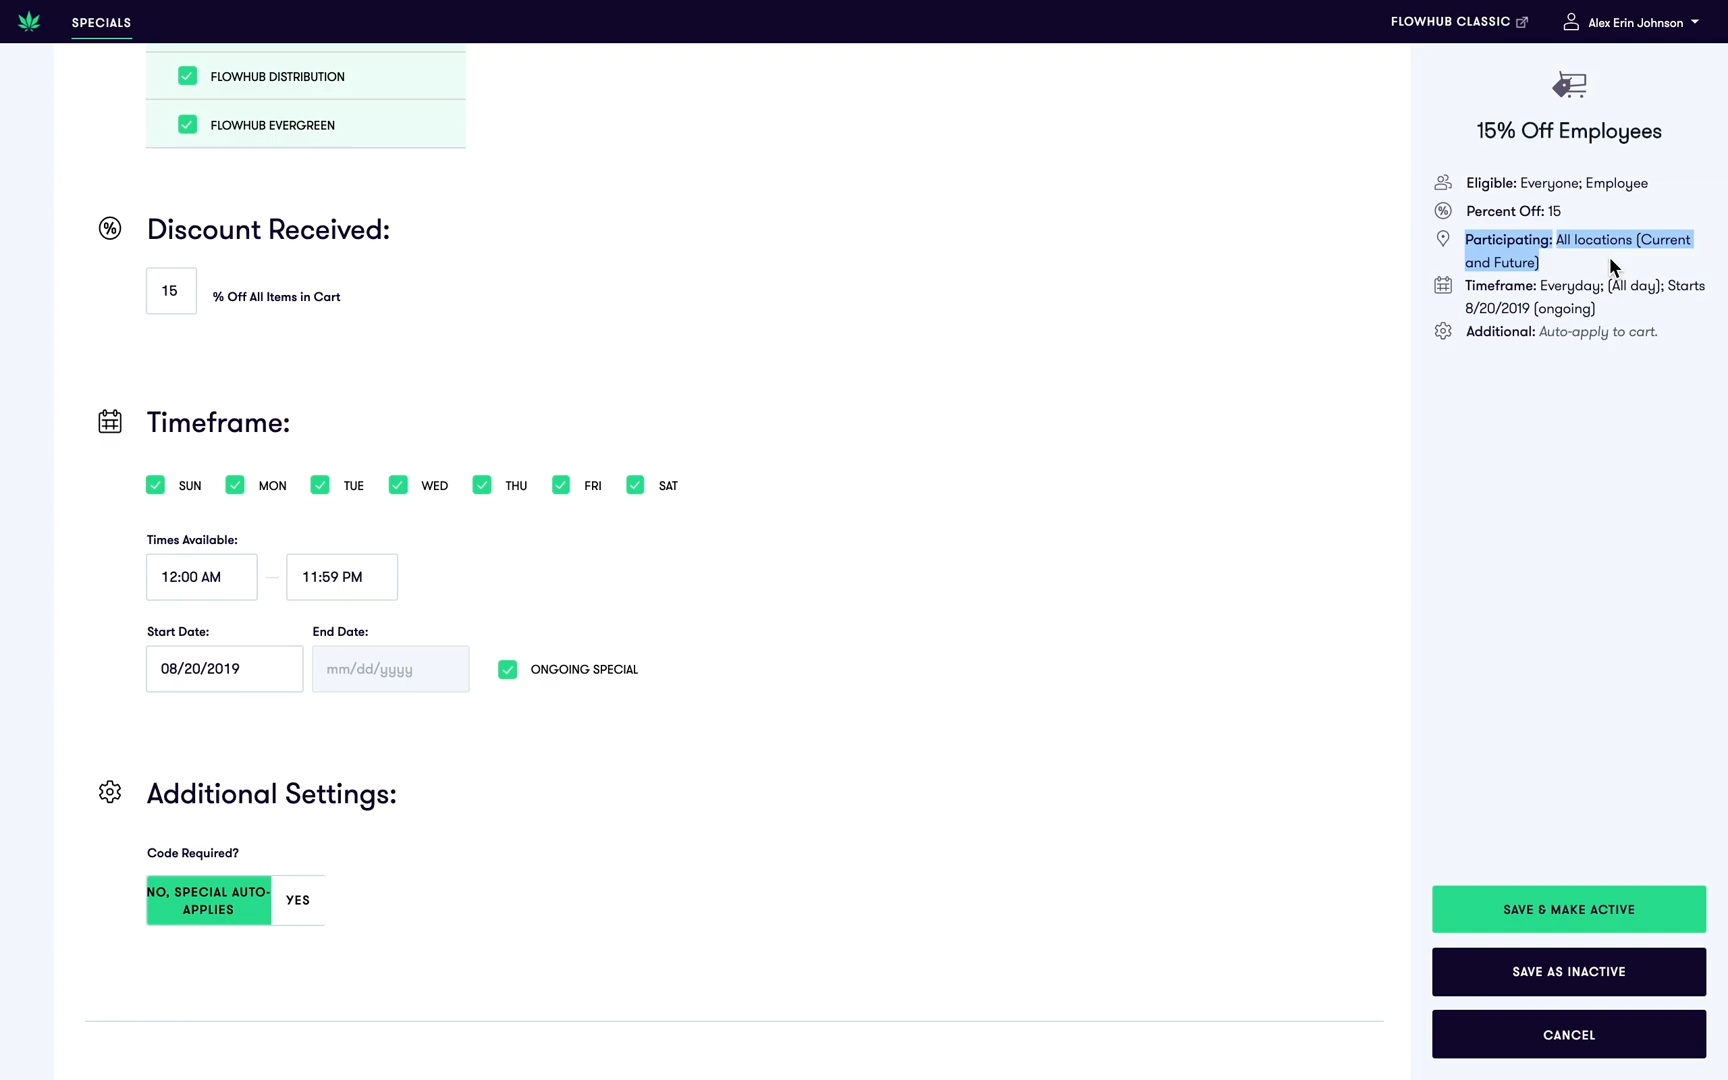 SPECIALS
FLOWHUB CLASSIC
Alex Erin Johnson
FLOWHUB DISTRIBUTION
FLOWHUB EVERGREEN
Discount Received:
15
% Off All Items in Cart
Timeframe:
SUN MON TUE WED THU FRI SAT
Times Available:
12:00 AM — 11:59 PM
Start Date: End Date:
08/20/2019 mm/dd/yyyy ONGOING SPECIAL
Additional Settings:
Code Required?
NO, SPECIAL AUTO-
APPLIES
YES
15% Off Employees
Eligible: Everyone; Employee
Percent Off: 15
Participating: All locations (Current
and Future)
Timeframe: Everyday; (All day); Starts
8/20/2019 (ongoing)
Additional: Auto-apply to cart.
SAVE & MAKE ACTIVE
SAVE AS INACTIVE
CANCEL